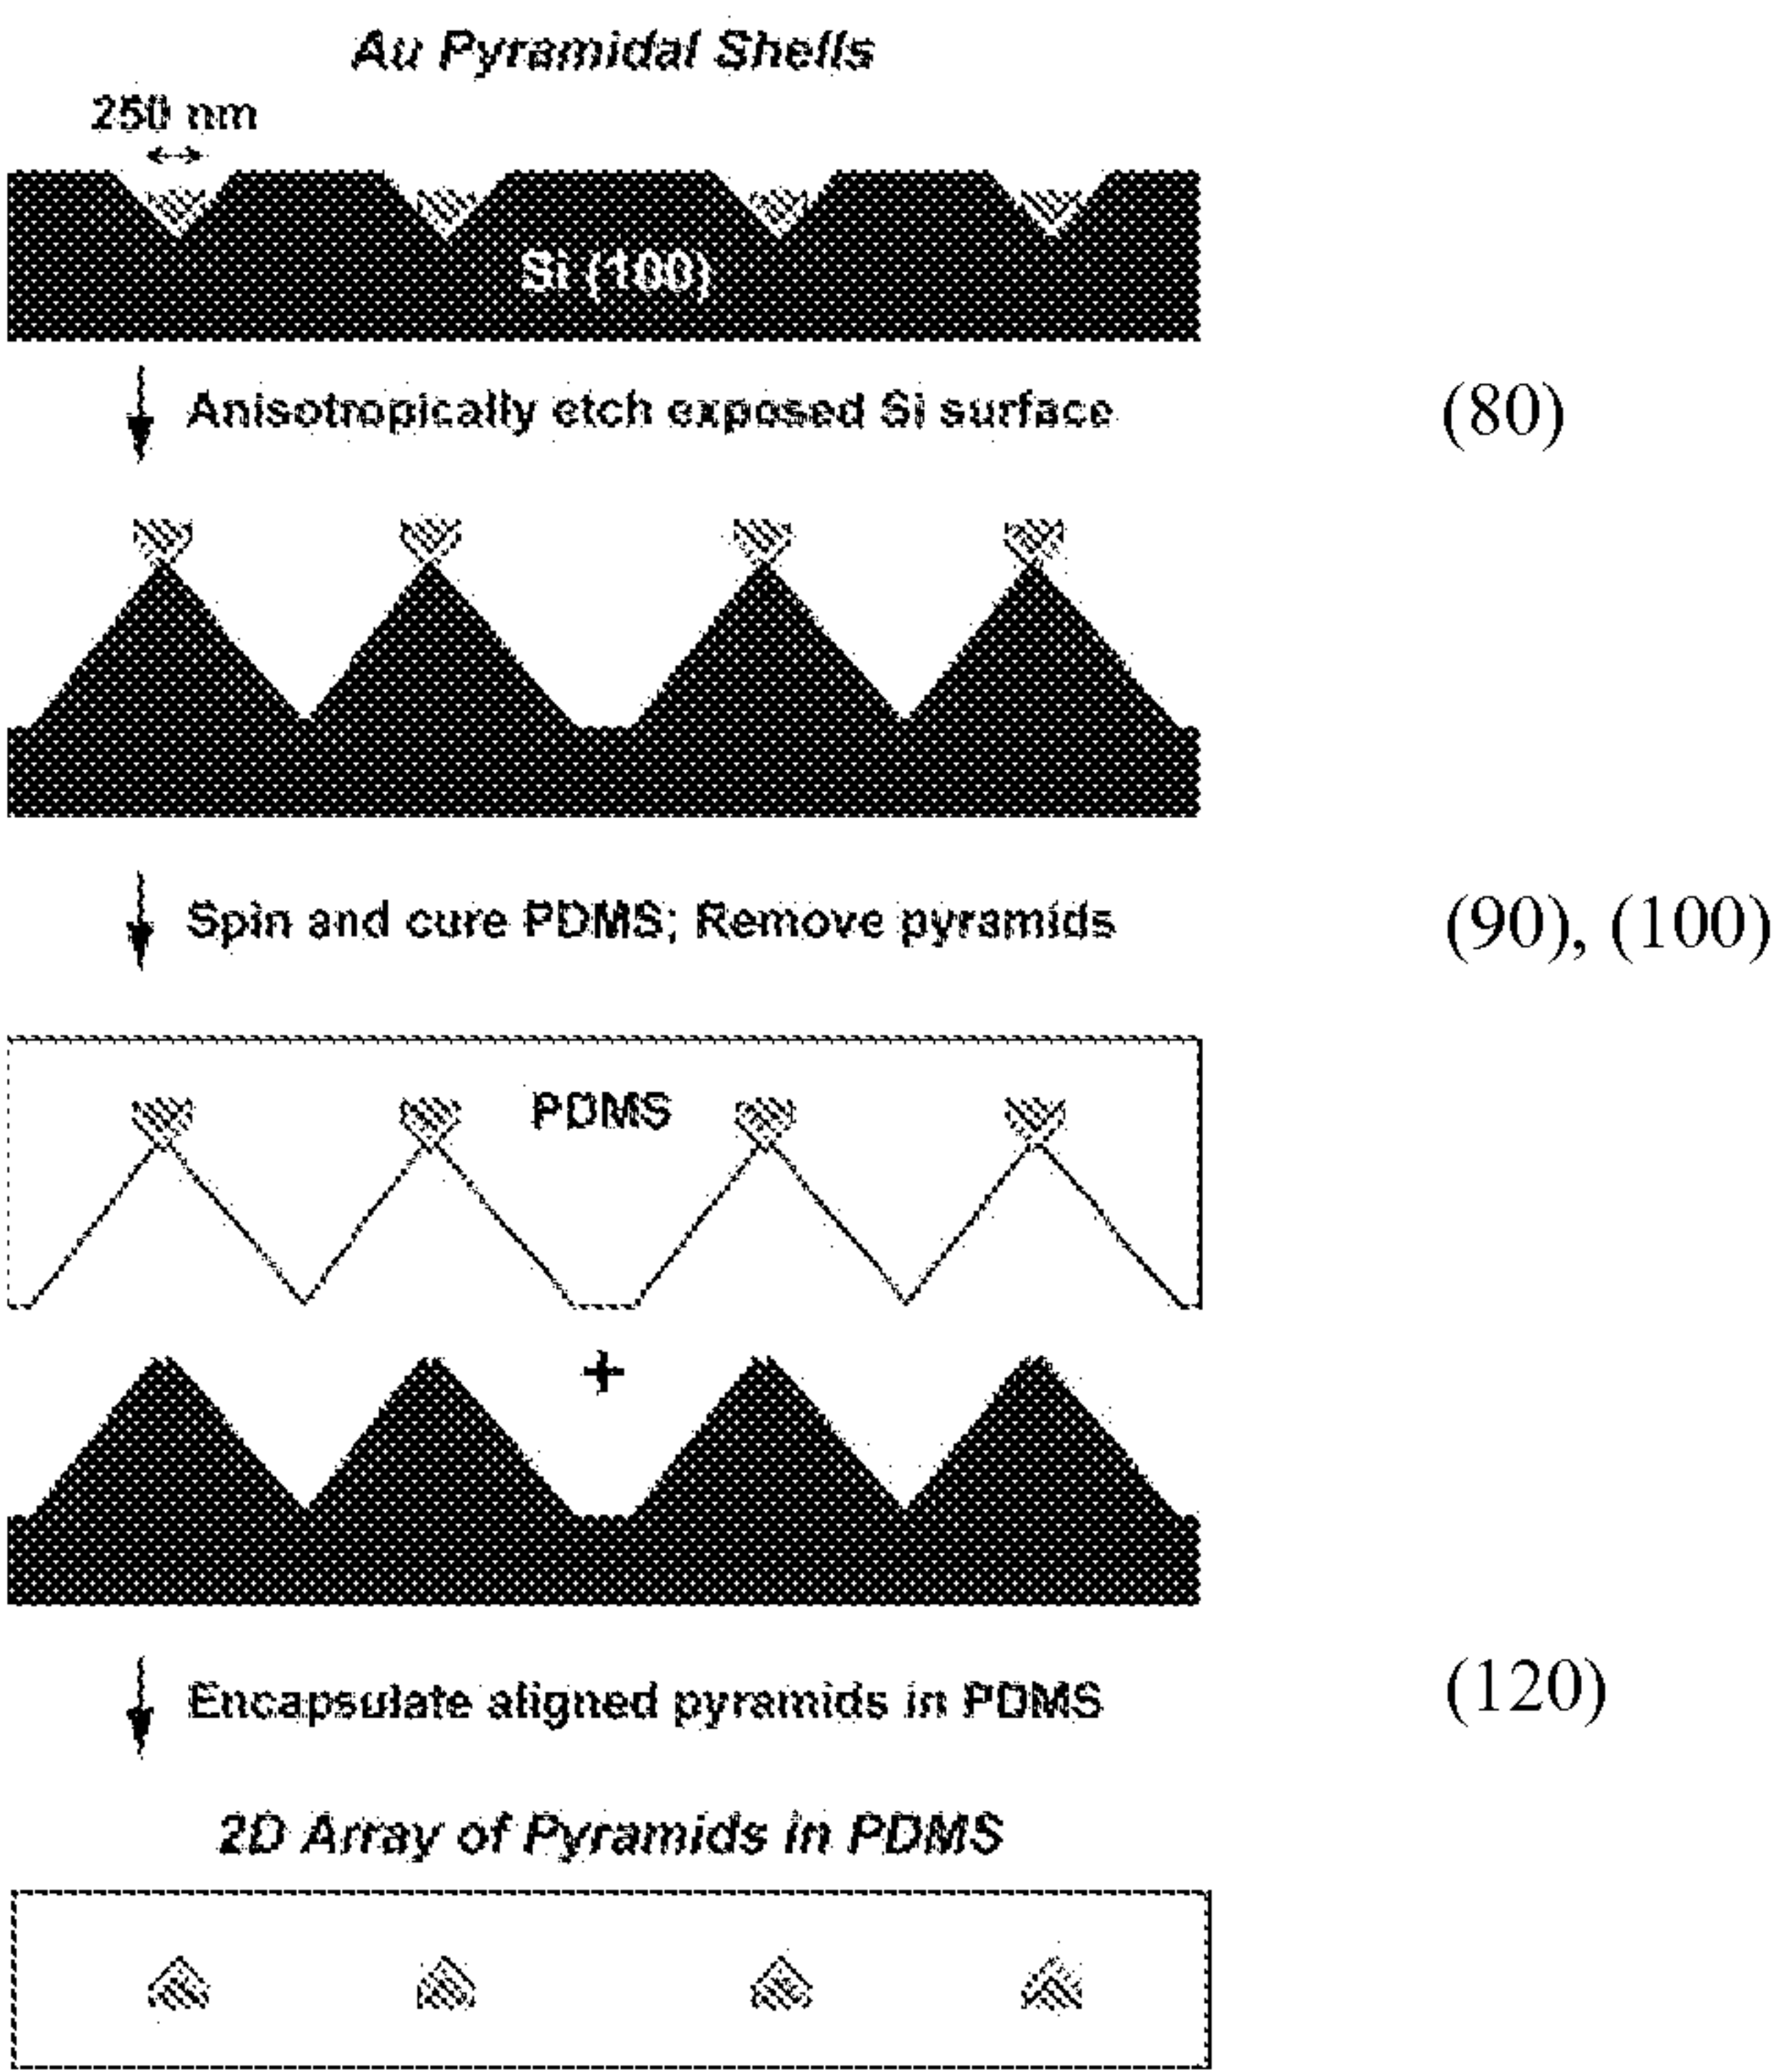 Au Pyramidal Shells
250 nm
Si (100)
Anisotropically etch exposed Si surface (80)
Spin and cure PDMS; Remove pyramids (90), (100)
PDMS
+
Encapsulate aligned pyramids in PDMS (120)
2D Array of Pyramids in PDMS